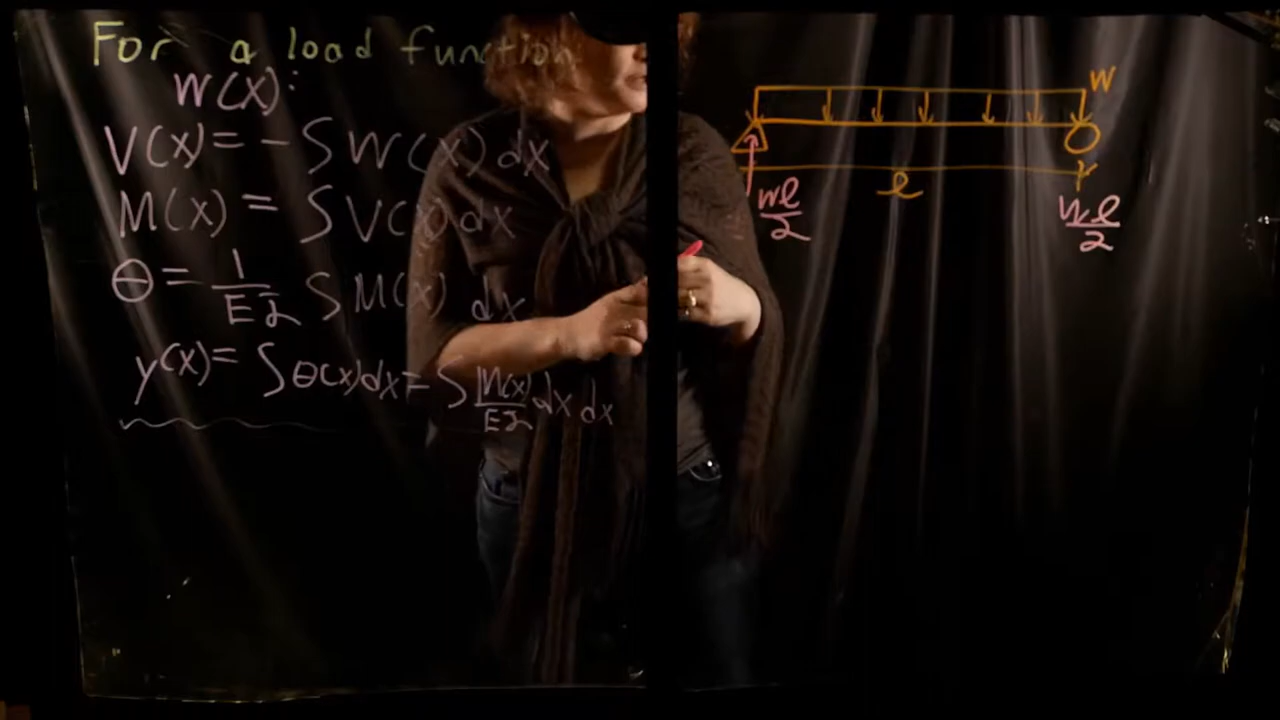 For a load function
W(x):
V(x) = -∫W(x) dx
M(x) = ∫V(x) dx
θ = 1/EI ∫M(x) dx
y(x) = ∫θ(x)dx = ∫ M(x)/EI dx dx
w
l
wl/2
wl/2